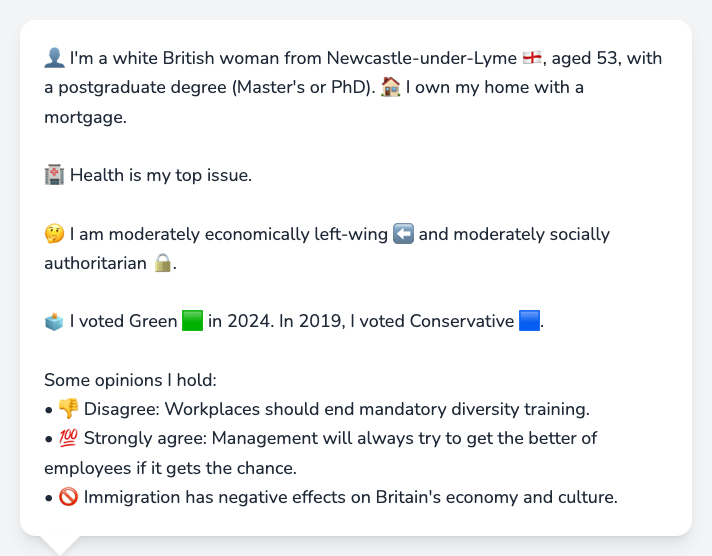 👤 I'm a white British woman from Newcastle-under-Lyme 🏴󠁧󠁢󠁥󠁮󠁧󠁿, aged 53, with
a postgraduate degree (Master's or PhD). 🏠 I own my home with a
mortgage.
🏥 Health is my top issue.
🤔 I am moderately economically left-wing ⬅️ and moderately socially
authoritarian 🔒.
🗳️ I voted Green 🟩 in 2024. In 2019, I voted Conservative 🟦.
Some opinions I hold:
• 👎 Disagree: Workplaces should end mandatory diversity training.
• 💯 Strongly agree: Management will always try to get the better of
employees if it gets the chance.
• 🚫 Immigration has negative effects on Britain's economy and culture.